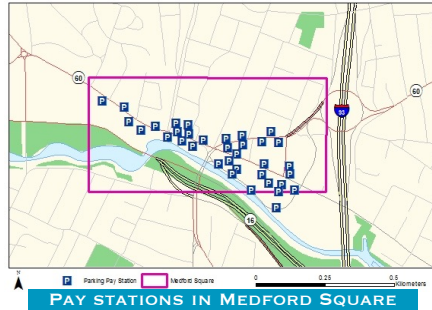 60
60
93
16
P P P P P P P P P P P P P P P P P P P P P P P P P P P P P P P P P P P P
N
P Parking Pay Station Medford Square
0 0.25 0.5
Kilometers
PAY STATIONS IN MEDFORD SQUARE